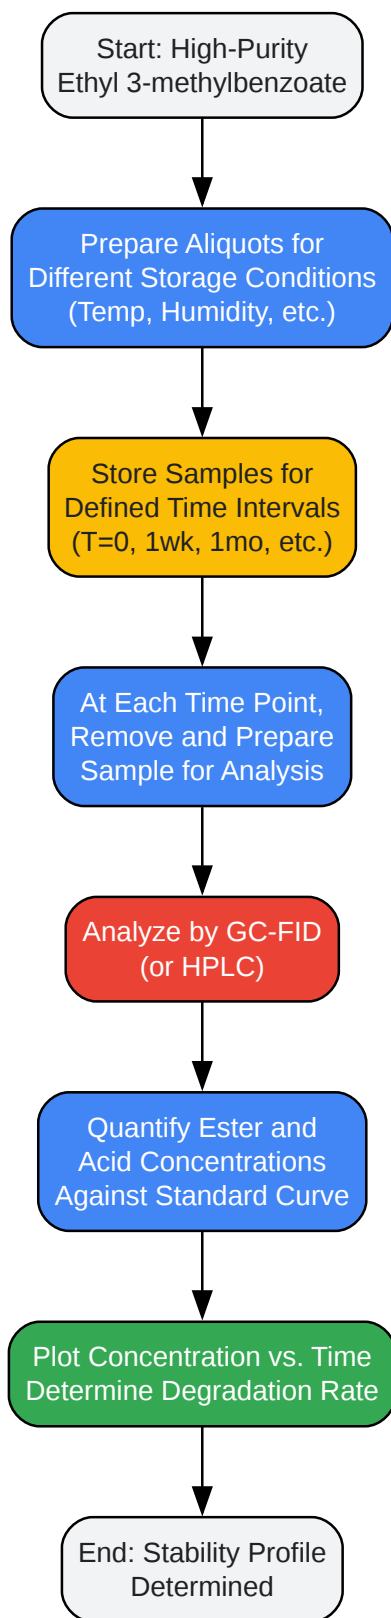 Start: High-Purity
Ethyl 3-methylbenzoate
Prepare Aliquots for
Different Storage Conditions
(Temp, Humidity, etc.)
Store Samples for
Defined Time Intervals
(T=0, 1wk, 1mo, etc.)
At Each Time Point,
Remove and Prepare
Sample for Analysis
Analyze by GC-FID
(or HPLC)
Quantify Ester and
Acid Concentrations
Against Standard Curve
Plot Concentration vs. Time
Determine Degradation Rate
End: Stability Profile
Determined